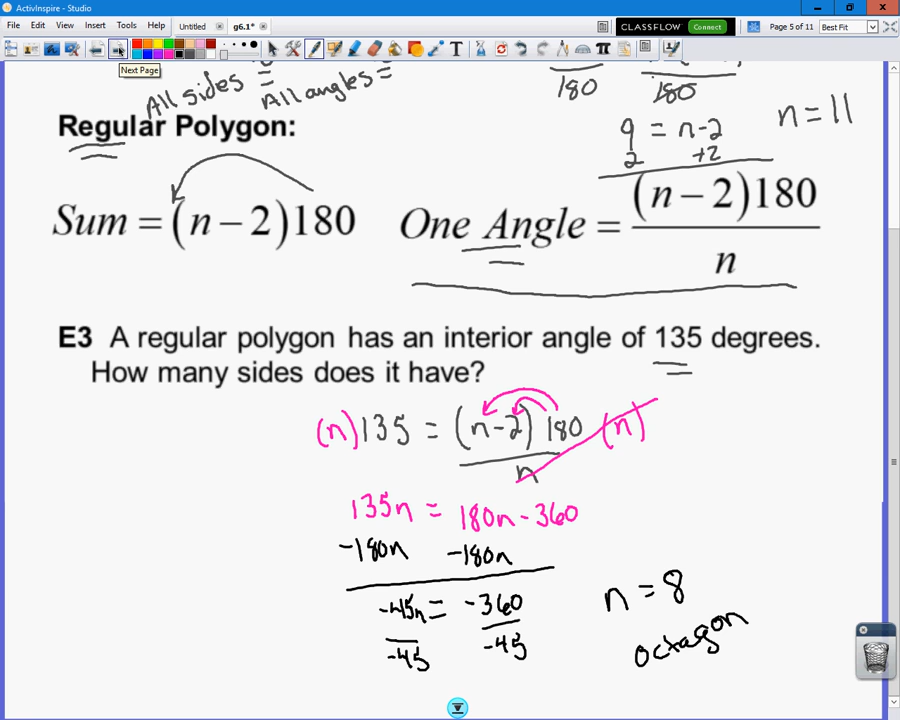 ActivInspire - Studio
File Edit View Insert Tools Help Untitled g6.1* CLASSFLOW Connect Page 5 of 11 Best Fit
Next Page
All sides = All angles =
180 180
Regular Polygon:
9 = n-2 n = 11
2 +2
Sum = (n − 2)180 One Angle = (n − 2)180
n
E3 A regular polygon has an interior angle of 135 degrees.
How many sides does it have?
(n)135 = (n-2)180 (n)
n
135n = 180n - 360
-180n -180n
-45n = -360
-45 -45
n = 8
octagon